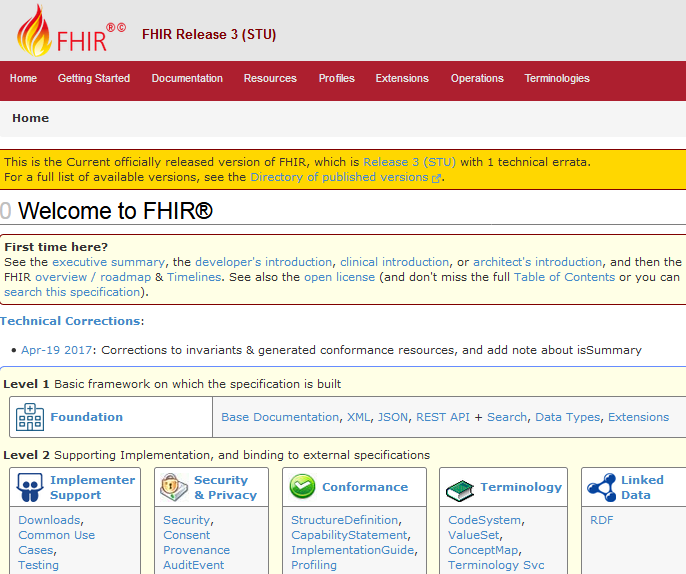 FHIR®© FHIR Release 3 (STU)
Home Getting Started Documentation Resources Profiles Extensions Operations Terminologies
Home
This is the Current officially released version of FHIR, which is Release 3 (STU) with 1 technical errata.
For a full list of available versions, see the Directory of published versions.
0 Welcome to FHIR®
First time here?
See the executive summary, the developer's introduction, clinical introduction, or architect's introduction, and then the
FHIR overview / roadmap & Timelines. See also the open license (and don't miss the full Table of Contents or you can
search this specification).
Technical Corrections:
• Apr-19 2017: Corrections to invariants & generated conformance resources, and add note about isSummary
Level 1 Basic framework on which the specification is built
Foundation
Base Documentation, XML, JSON, REST API + Search, Data Types, Extensions
Level 2 Supporting Implementation, and binding to external specifications
Implementer
Support
Downloads,
Common Use
Cases,
Testing
Security
& Privacy
Security,
Consent
Provenance
AuditEvent
Conformance
StructureDefinition,
CapabilityStatement,
ImplementationGuide,
Profiling
Terminology
CodeSystem,
ValueSet,
ConceptMap,
Terminology Svc
Linked
Data
RDF